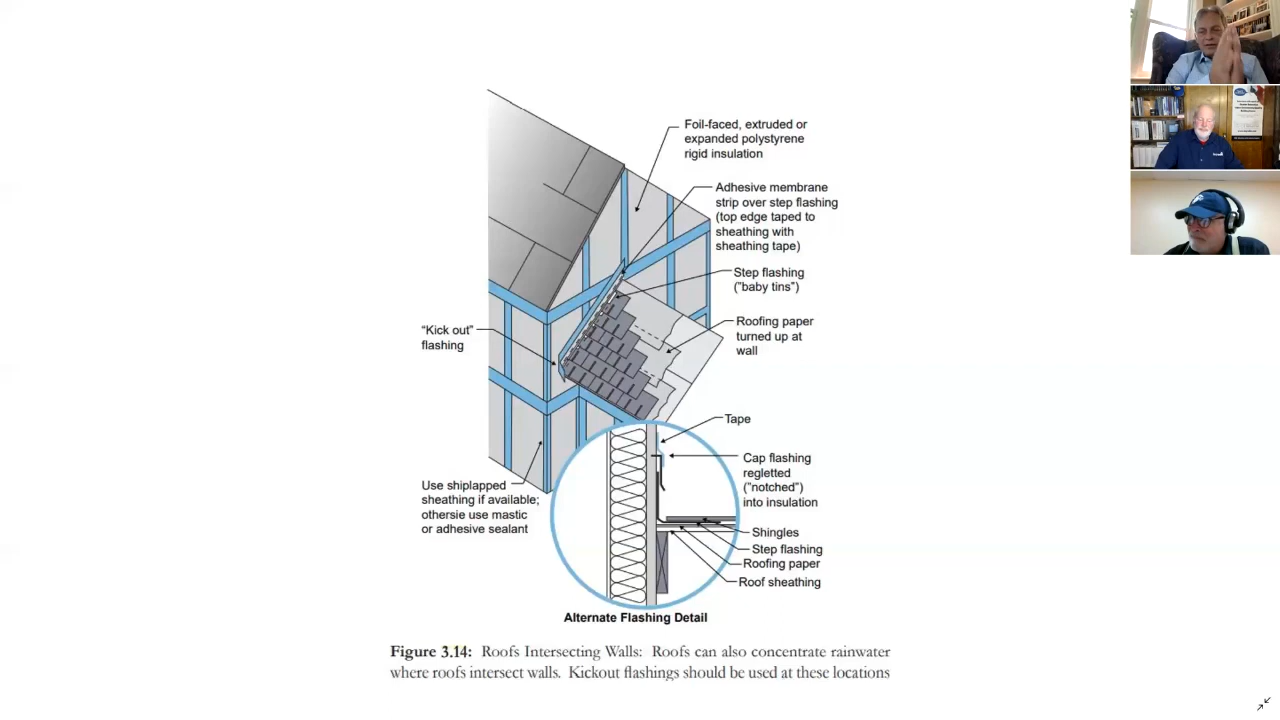 Foil-faced, extruded or
expanded polystyrene
rigid insulation
Adhesive membrane
strip over step flashing
(top edge taped to
sheathing with
sheathing tape)
Step flashing
("baby tins")
Roofing paper
turned up at
wall
"Kick out"
flashing
Tape
Cap flashing
regletted
("notched")
into insulation
Use shiplapped
sheathing if available;
othersie use mastic
or adhesive sealant
Shingles
Step flashing
Roofing paper
Roof sheathing
Alternate Flashing Detail
Figure 3.14: Roofs Intersecting Walls: Roofs can also concentrate rainwater
where roofs intersect walls. Kickout flashings should be used at these locations